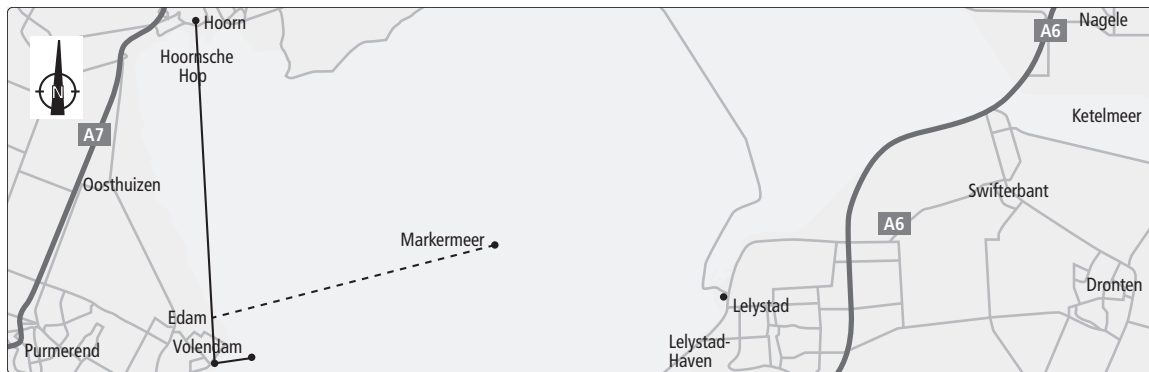 Hoorn
Nagele
A6
Hoornsche
Hop
N
Ketelmeer
A7
Oosthuizen
Swifterbant
A6
Markermeer
Dronten
Lelystad
Edam
Volendam
Purmerend
Lelystad-
Haven